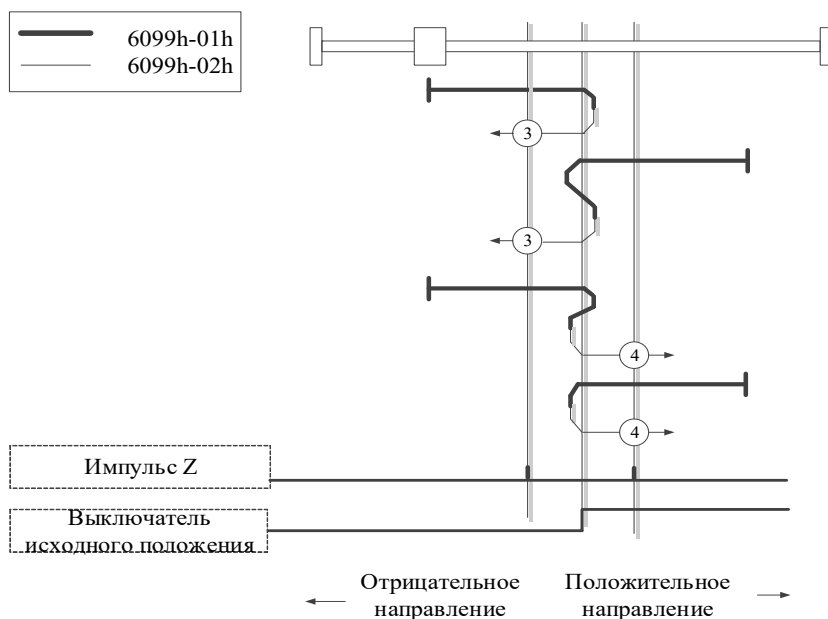 6099h-01h
6099h-02h
3
3
4
4
Импульс Z
Выключатель
исходного положения
Отрицательное
направление
Положительное
направление